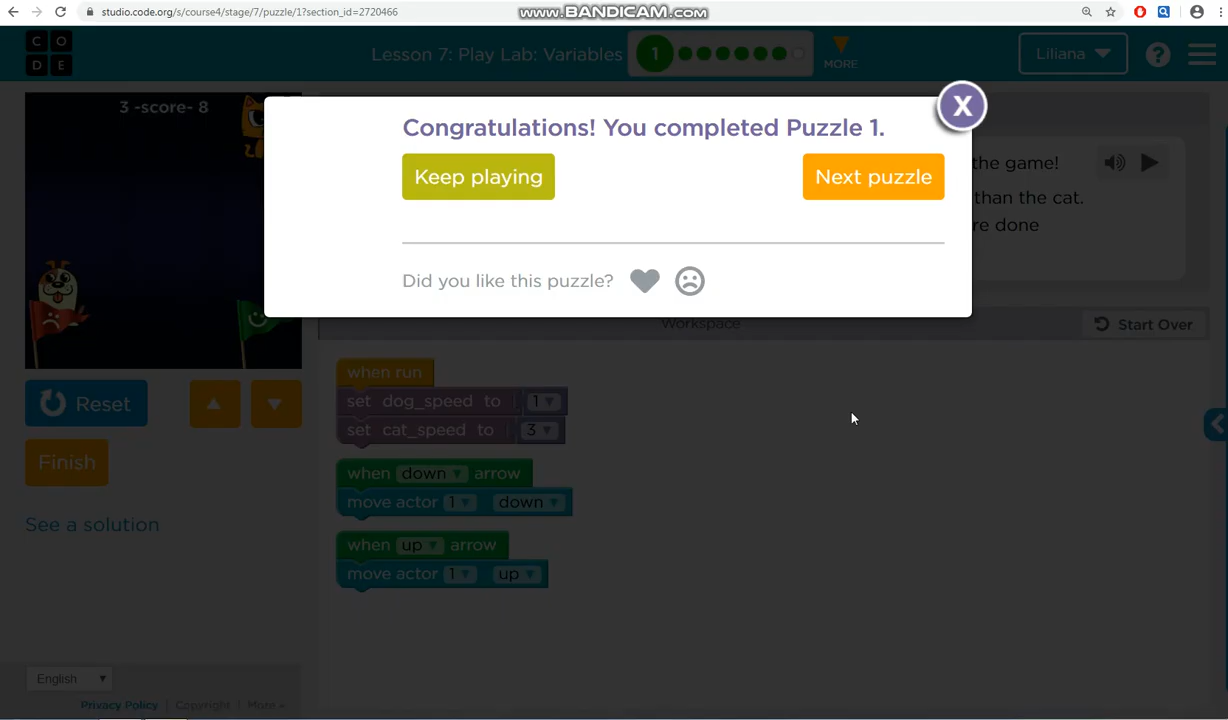 studio.code.org/s/course4/stage/7/puzzle/1?section_id=2720466
www.BANDICAM.com
C O
D E
Lesson 7: Play Lab: Variables
1
MORE
Liliana
?
3 -score- 8
X
Congratulations! You completed Puzzle 1.
the game!
Keep playing
Next puzzle
than the cat.
re done
Did you like this puzzle?
Workspace
Start Over
when run
Reset
set dog_speed to 1
set cat_speed to 3
Finish
when down arrow
move actor 1 down
See a solution
when up arrow
move actor 1 up
English
Privacy Policy | Copyright | More